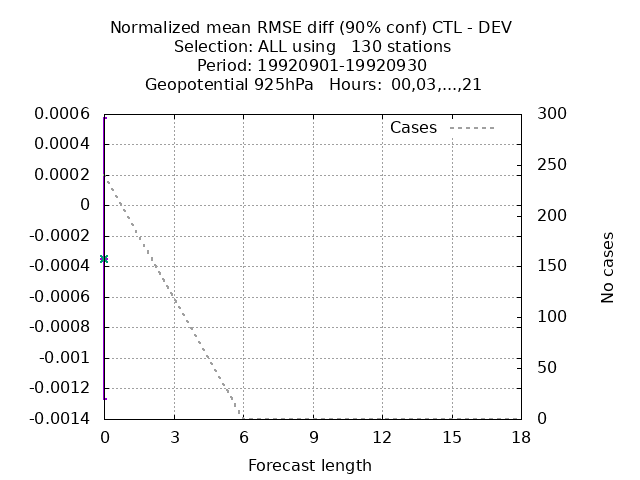 Normalized mean RMSE diff (90% conf) CTL - DEV
Selection: ALL using   130 stations
Period: 19920901-19920930
Geopotential 925hPa   Hours: 00,03,...,21
Cases
0.0006
0.0004
0.0002
0
-0.0002
-0.0004
-0.0006
-0.0008
-0.001
-0.0012
-0.0014
300
250
200
150
100
50
0
No cases
0 3 6 9 12 15 18
Forecast length